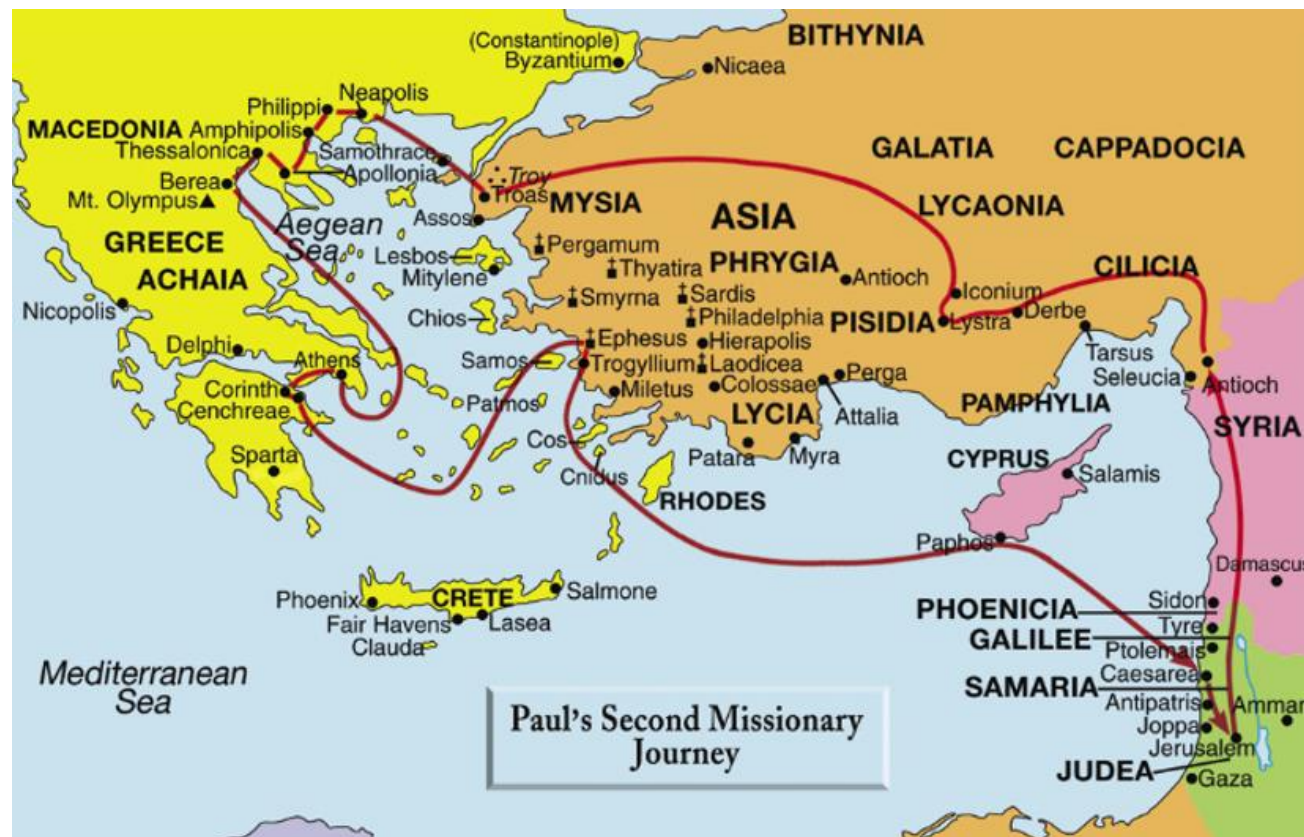 BITHYNIA
(Constantinople)
Byzantium
Nicaea
Neapolis
Philippi
MACEDONIA
Amphipolis
Thessalonica
Samothrace
Apollonia
GALATIA
CAPPADOCIA
Berea
Mt. Olympus
Troy
Troas
MYSIA
LYCAONIA
Assos
ASIA
Aegean
Sea
GREECE
ACHAIA
Pergamum
Lesbos
Mitylene
Thyatira
PHRYGIA
Antioch
CILICIA
Iconium
Nicopolis
Smyrna
Sardis
Chios
Philadelphia
PISIDIA
Lystra
Derbe
Delphi
Athens
Ephesus
Hierapolis
Samos
Trogyllium
Laodicea
Tarsus
Corinth
Cenchreae
Miletus
Colossae
Perga
Seleucia
Antioch
Patmos
LYCIA
Attalia
PAMPHYLIA
SYRIA
Sparta
Cos
Patara
Myra
CYPRUS
Salamis
Cnidus
RHODES
Paphos
Damascus
Phoenix
CRETE
Salmone
Fair Havens
Lasea
Clauda
PHOENICIA
Sidon
Tyre
GALILEE
Ptolemais
Caesarea
Mediterranean
Sea
SAMARIA
Antipatris
Amman
Joppa
Jerusalem
JUDEA
Gaza
Paul's Second Missionary
Journey